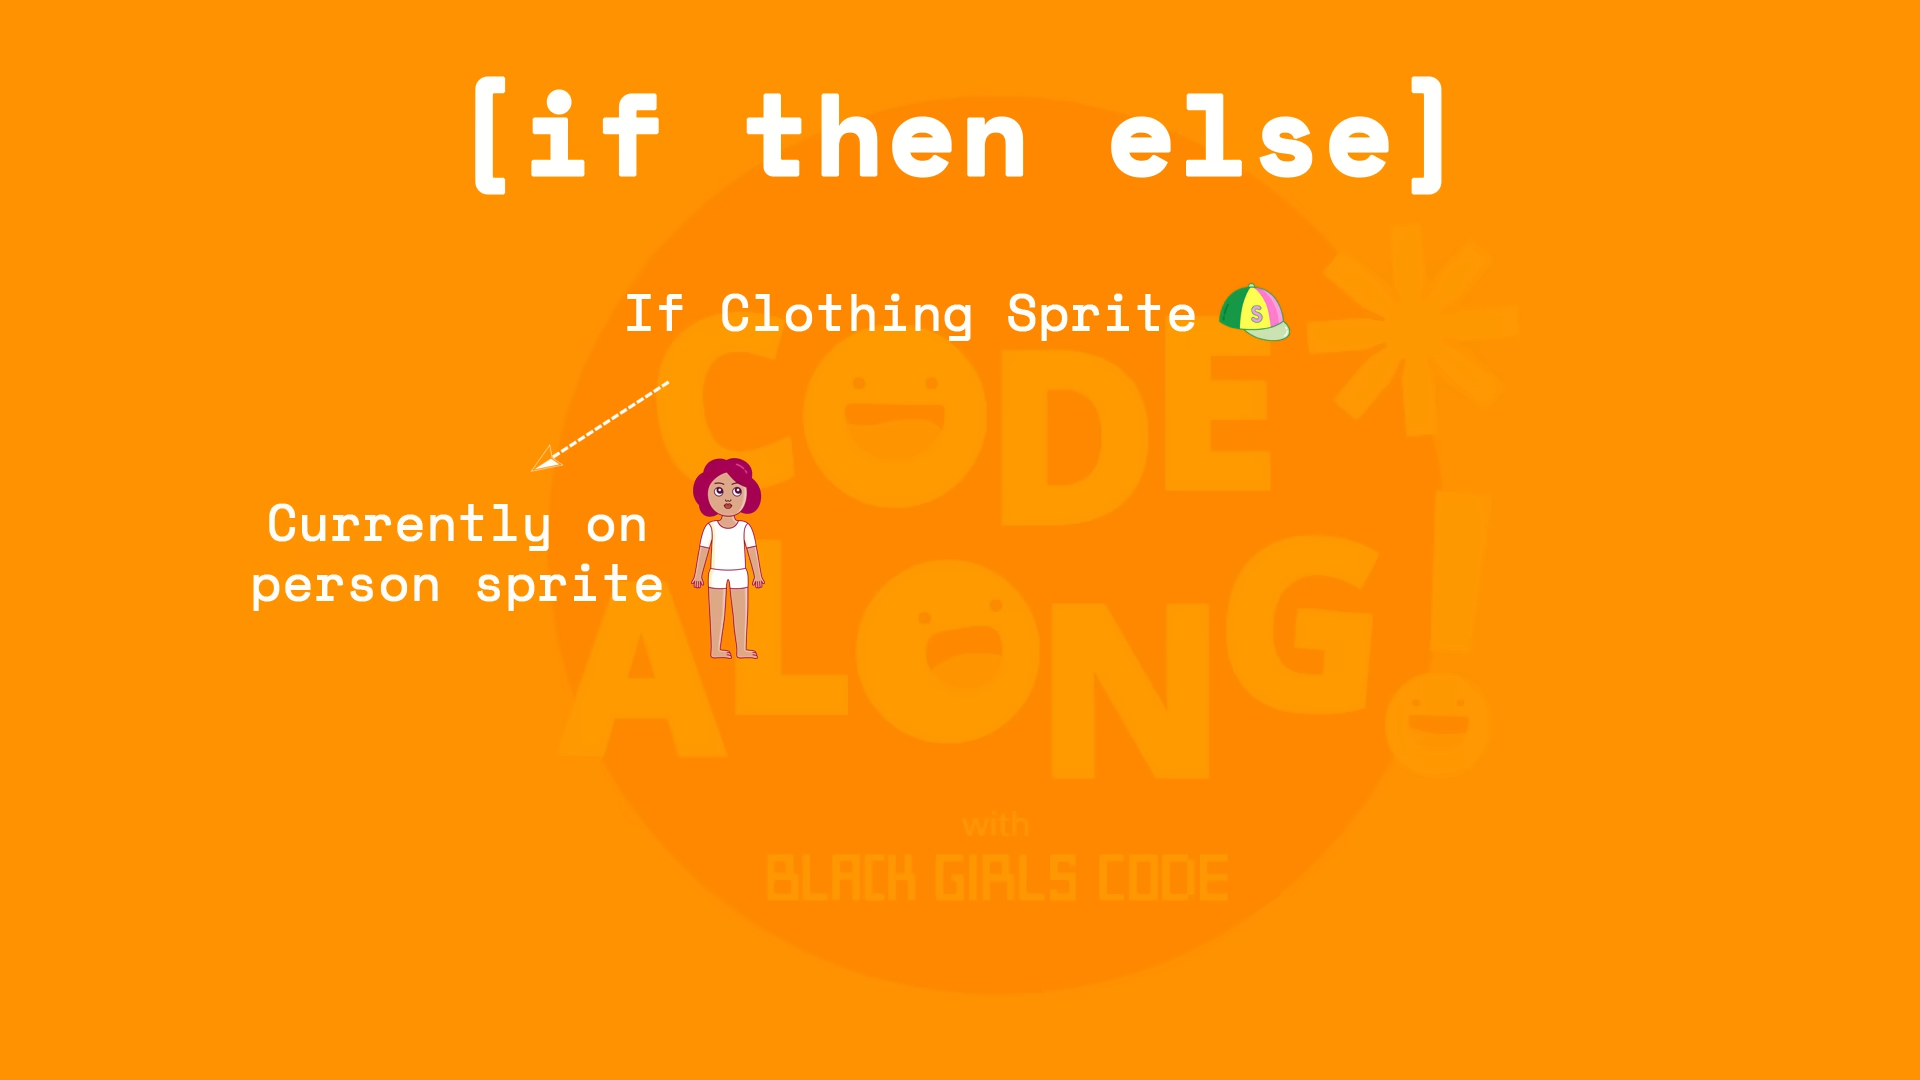 [if then else]
If Clothing Sprite
S
Currently on
person sprite
CODE
ALONG!
with
BLACK GIRLS CODE